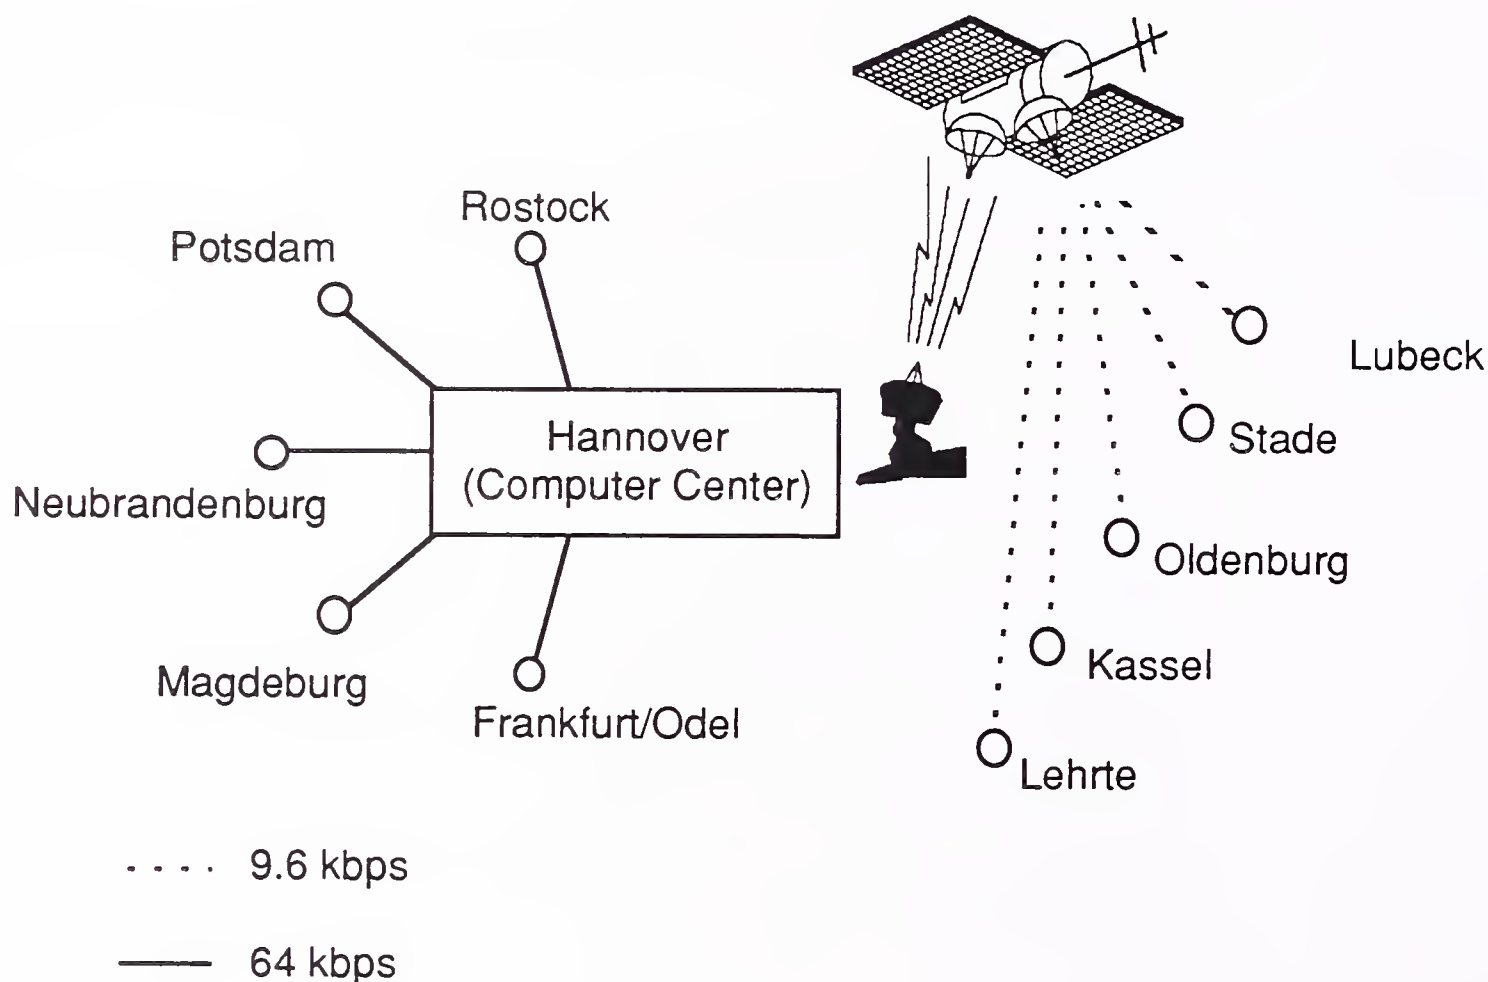 Rostock
Potsdam
Lubeck
Hannover
(Computer Center)
Stade
Neubrandenburg
Oldenburg
Kassel
Magdeburg
Frankfurt/Odel
Lehrte
9.6 kbps
64 kbps